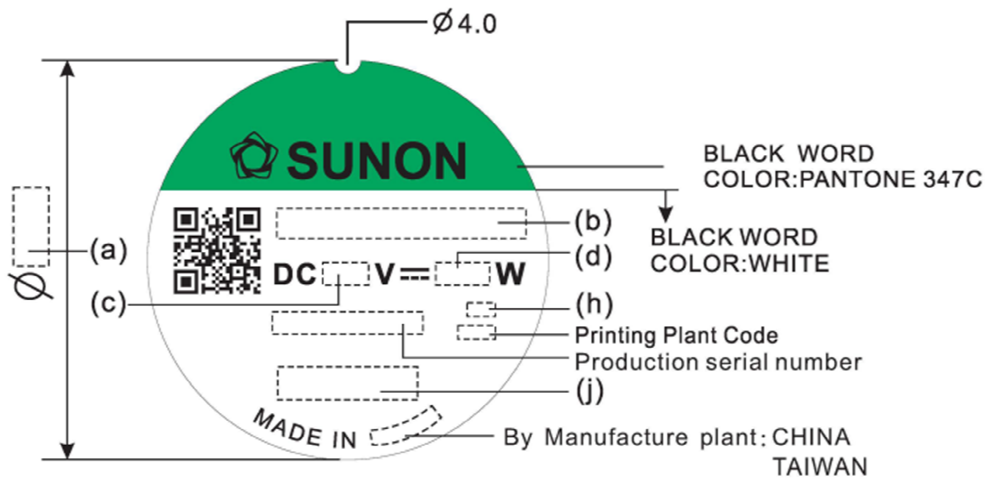 Ø 4.0
SUNON
BLACK WORD
COLOR:PANTONE 347C
BLACK WORD
COLOR:WHITE
(a)
Ø
(b)
DC V⎓ W
(d)
(c)
(h)
Printing Plant Code
Production serial number
(j)
MADE IN
By Manufacture plant: CHINA
TAIWAN